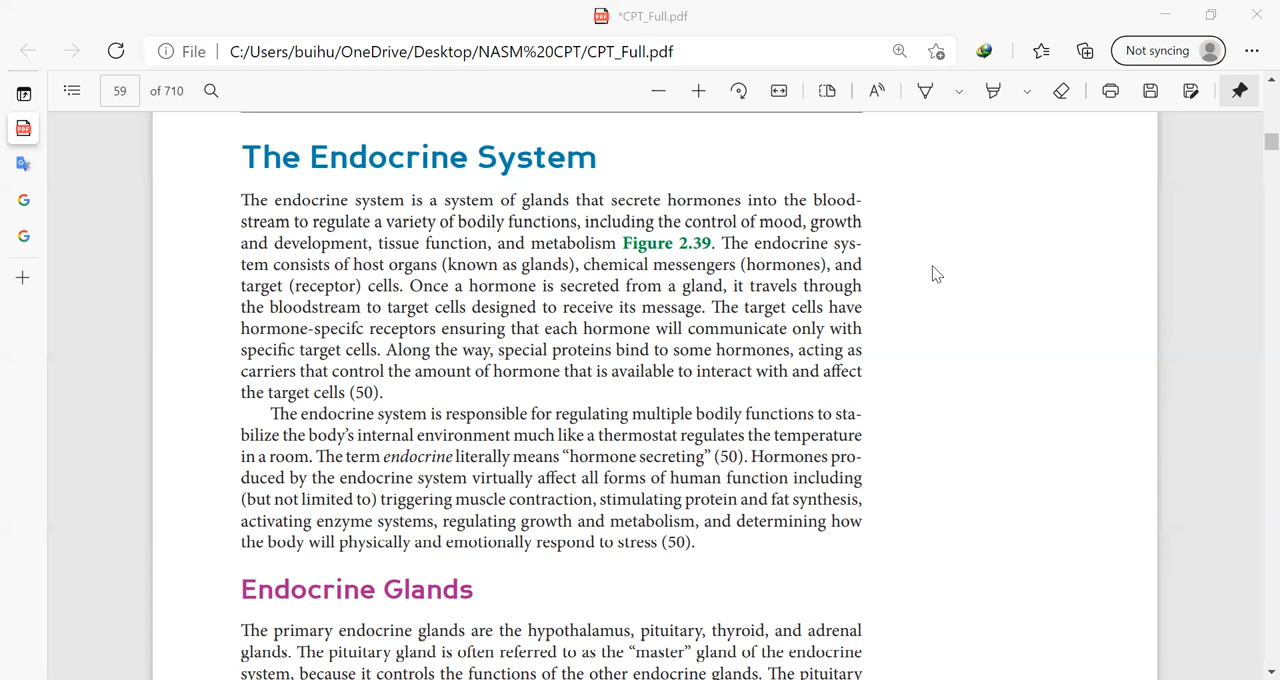 *CPT_Full.pdf
File
C:/Users/buihu/OneDrive/Desktop/NASM%20CPT/CPT_Full.pdf
Not syncing
59 of 710
The Endocrine System
The endocrine system is a system of glands that secrete hormones into the blood-
stream to regulate a variety of bodily functions, including the control of mood, growth
and development, tissue function, and metabolism Figure 2.39. The endocrine sys-
tem consists of host organs (known as glands), chemical messengers (hormones), and
target (receptor) cells. Once a hormone is secreted from a gland, it travels through
the bloodstream to target cells designed to receive its message. The target cells have
hormone-specifc receptors ensuring that each hormone will communicate only with
specific target cells. Along the way, special proteins bind to some hormones, acting as
carriers that control the amount of hormone that is available to interact with and affect
the target cells (50).
The endocrine system is responsible for regulating multiple bodily functions to sta-
bilize the body's internal environment much like a thermostat regulates the temperature
in a room. The term endocrine literally means “hormone secreting” (50). Hormones pro-
duced by the endocrine system virtually affect all forms of human function including
(but not limited to) triggering muscle contraction, stimulating protein and fat synthesis,
activating enzyme systems, regulating growth and metabolism, and determining how
the body will physically and emotionally respond to stress (50).
Endocrine Glands
The primary endocrine glands are the hypothalamus, pituitary, thyroid, and adrenal
glands. The pituitary gland is often referred to as the “master” gland of the endocrine
system, because it controls the functions of the other endocrine glands. The pituitary